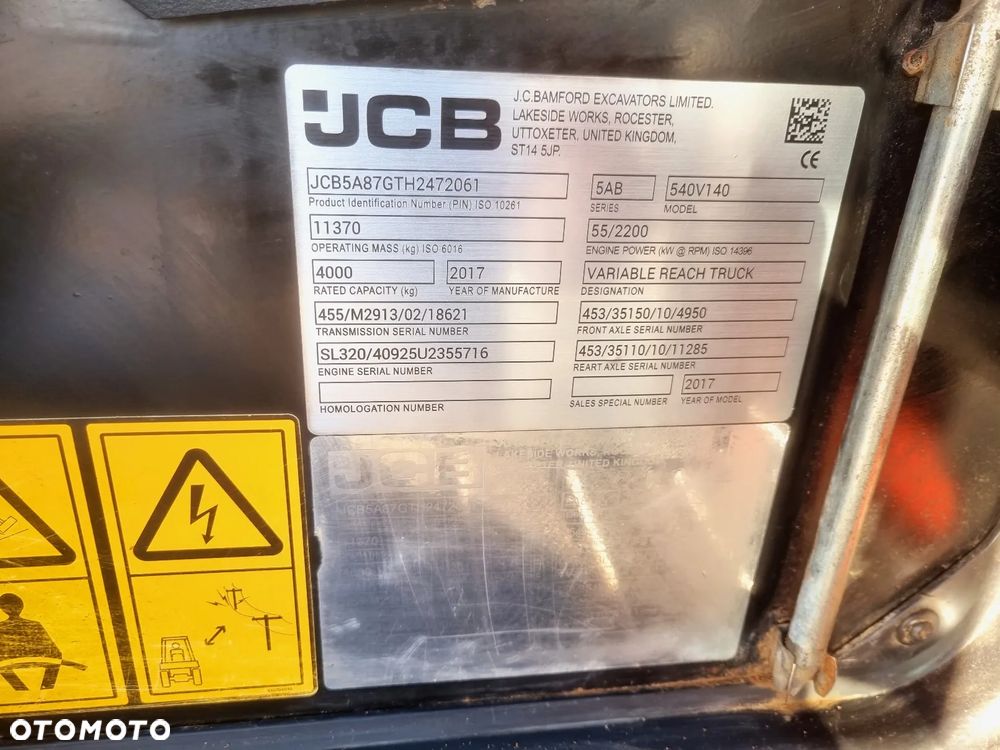 JCB
J.C.BAMFORD EXCAVATORS LIMITED.
LAKESIDE WORKS, ROCESTER,
UTTOXETER, UNITED KINGDOM,
ST14 5JP.
CE
JCB5A87GTH2472061
5AB
540V140
Product Identification Number (PIN) ISO 10261
SERIES
MODEL
11370
55/2200
OPERATING MASS (kg) ISO 6016
ENGINE POWER (kW @ RPM) ISO 14396
4000
2017
VARIABLE REACH TRUCK
RATED CAPACITY (kg)
YEAR OF MANUFACTURE
DESIGNATION
455/M2913/02/18621
453/35150/10/4950
TRANSMISSION SERIAL NUMBER
FRONT AXLE SERIAL NUMBER
SL320/40925U2355716
453/35110/10/11285
ENGINE SERIAL NUMBER
REART AXLE SERIAL NUMBER
2017
HOMOLOGATION NUMBER
SALES SPECIAL NUMBER
YEAR OF MODEL
JCB
LAKESIDE WORKS,
UNITED
OTOMOTO